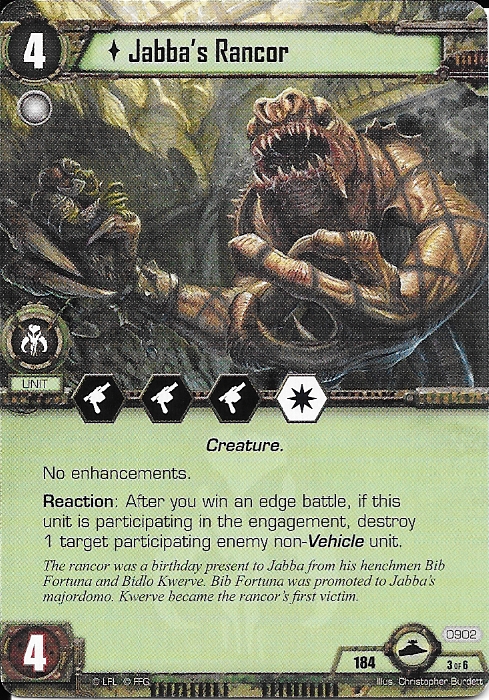 4
Jabba's Rancor
UNIT
Creature.
No enhancements.
Reaction: After you win an edge battle, if this
unit is participating in the engagement, destroy
1 target participating enemy non-Vehicle unit.
The rancor was a birthday present to Jabba from his henchmen Bib
Fortuna and Bidlo Kwerve. Bib Fortuna was promoted to Jabba's
majordomo. Kwerve became the rancor's first victim.
0902
4
184
3 OF 6
© LFL © FFG
Illus. Christopher Burdett